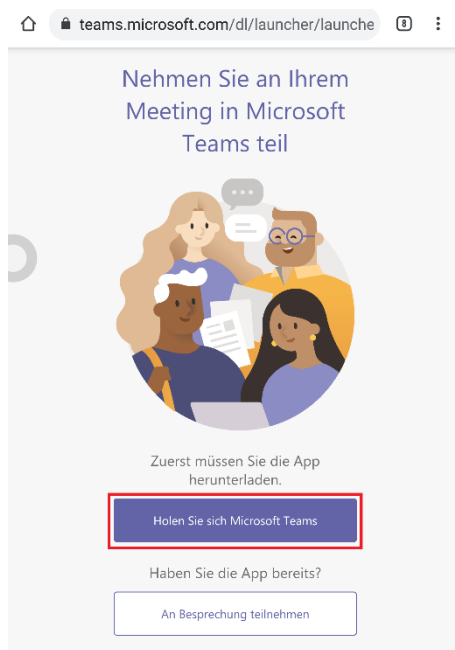 teams.microsoft.com/dl/launcher/launche
8
Nehmen Sie an Ihrem
Meeting in Microsoft
Teams teil
Zuerst müssen Sie die App
herunterladen.
Holen Sie sich Microsoft Teams
Haben Sie die App bereits?
An Besprechung teilnehmen